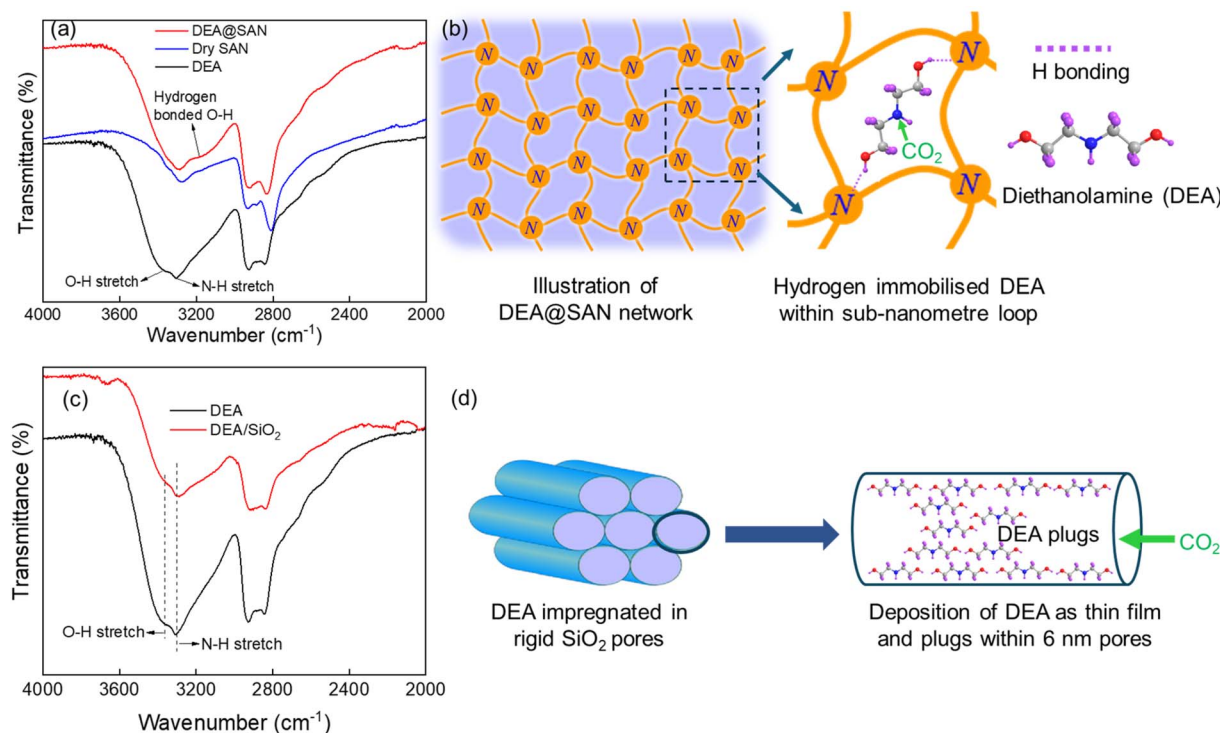 (a)
DEA@SAN
Dry SAN
DEA
Hydrogen
bonded O-H
O-H stretch
N-H stretch
Transmittance (%)
4000 3600 3200 2800 2400 2000
Wavenumber (cm⁻¹)
(b)
N N N N N N
N N N N N N
N N N N N N
N N N N N N
Illustration of
DEA@SAN network
N N
CO₂
N N
Hydrogen immobilised DEA
within sub-nanometre loop
H bonding
Diethanolamine (DEA)
(c)
DEA
DEA/SiO₂
O-H stretch
N-H stretch
Transmittance (%)
4000 3600 3200 2800 2400 2000
Wavenumber (cm⁻¹)
(d)
DEA impregnated in
rigid SiO₂ pores
DEA plugs
CO₂
Deposition of DEA as thin film
and plugs within 6 nm pores